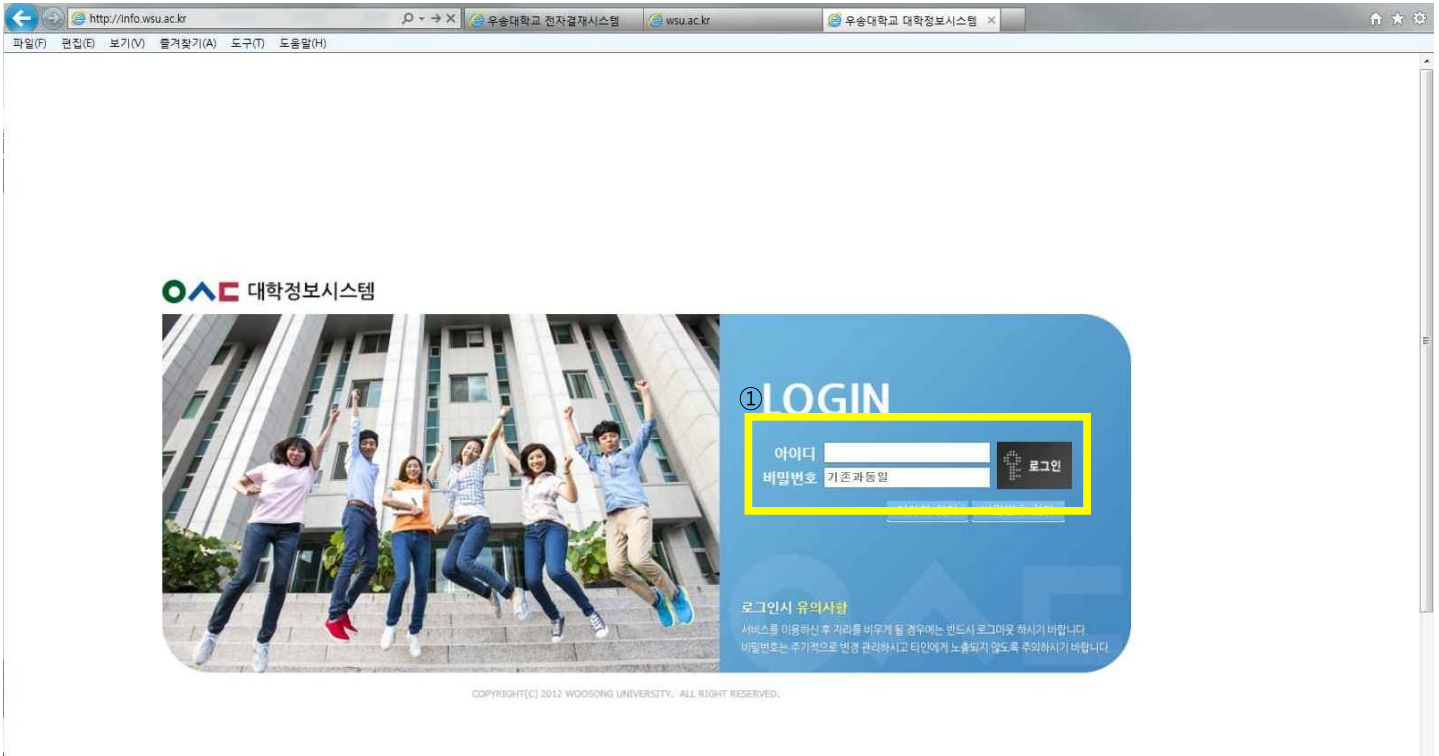 http://info.wsu.ac.kr
우송대학교 전자결재시스템
wsu.ac.kr
우송대학교 대학정보시스템
파일(F) 편집(E) 보기(V) 즐겨찾기(A) 도구(T) 도움말(H)
대학정보시스템
①LOGIN
아이디
비밀번호 기존과동일
로그인
로그인시 유의사항
서비스를 이용하신 후 자리를 비우게 될 경우에는 반드시 로그아웃 하시기 바랍니다
비밀번호는 주기적으로 변경 관리하시고 타인에게 노출되지 않도록 주의하시기 바랍니다.
COPYRIGHT(C) 2012 WOOSONG UNIVERSITY. ALL RIGHT RESERVED.